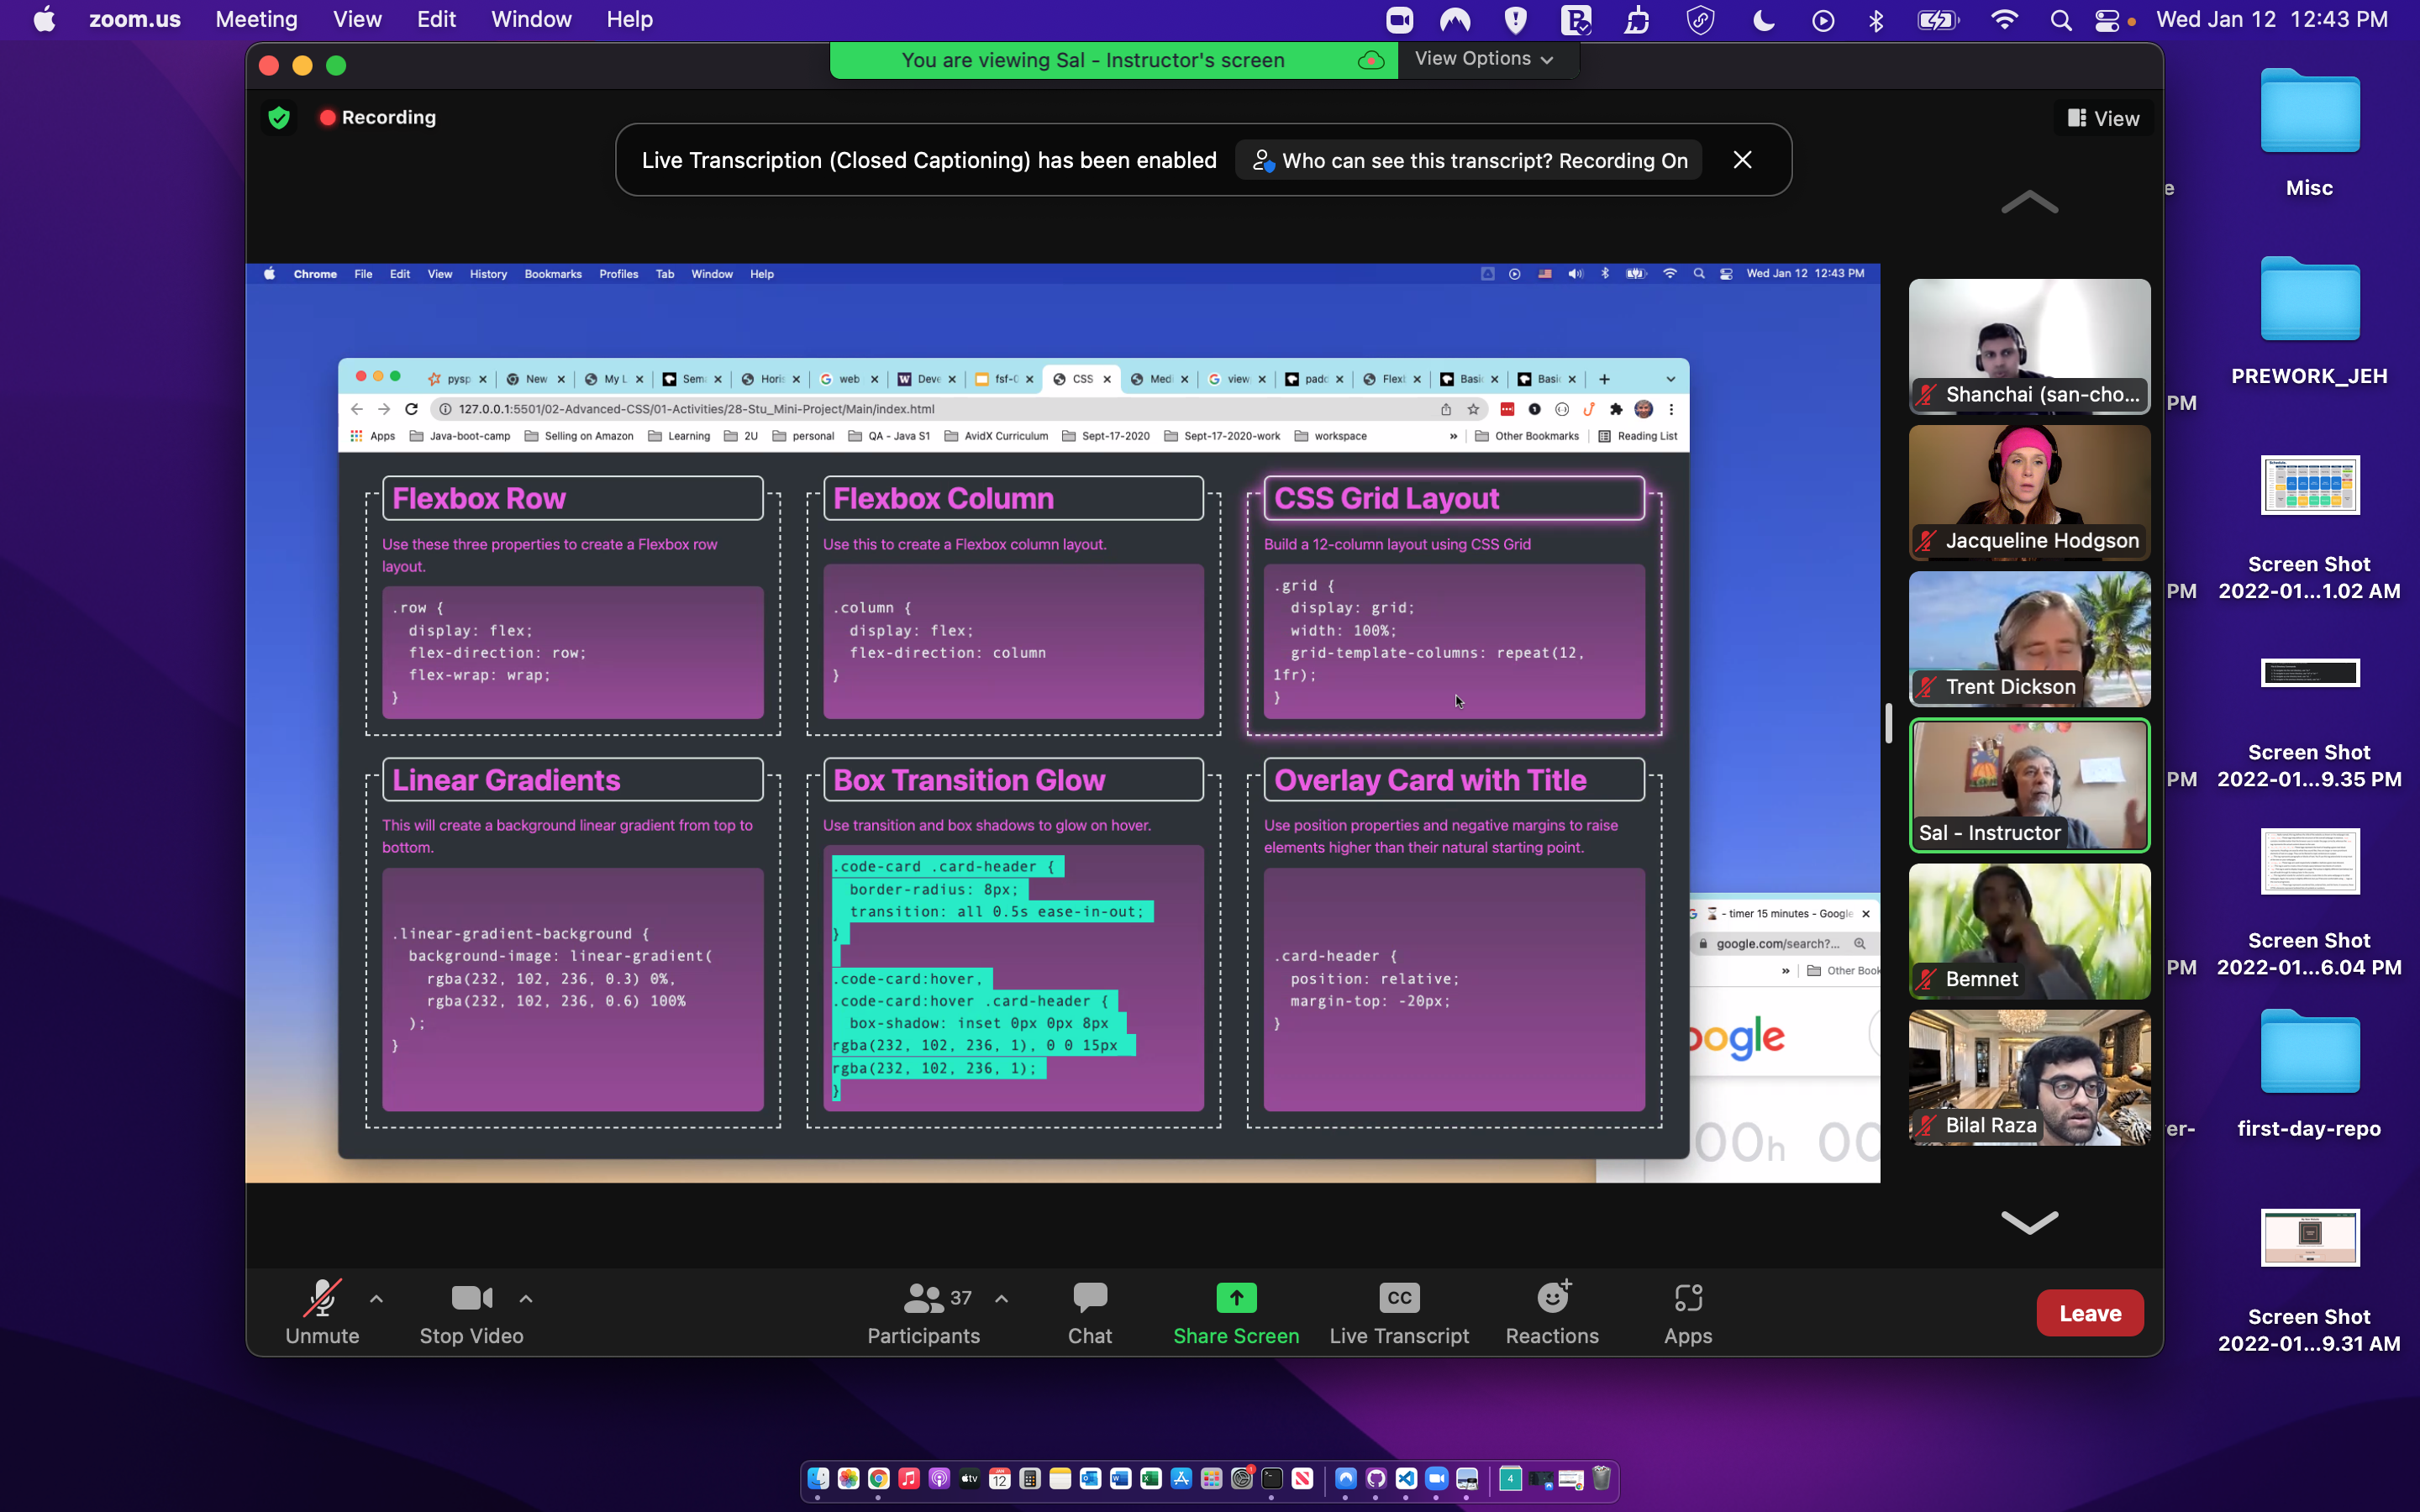 zoom.us Meeting View Edit Window Help
Wed Jan 12 12:43 PM
You are viewing Sal - Instructor's screen
View Options
Recording
View
Live Transcription (Closed Captioning) has been enabled
Who can see this transcript? Recording On
Chrome File Edit View History Bookmarks Profiles Tab Window Help
Wed Jan 12 12:43 PM
pysp
New
My L
Sem
Horis
web
Deve
fsf-0
CSS
Medi
view
padd
Flexb
Basic
Basic
127.0.0.1:5501/02-Advanced-CSS/01-Activities/28-Stu_Mini-Project/Main/index.html
Apps Java-boot-camp Selling on Amazon Learning 2U personal QA - Java S1 AvidX Curriculum Sept-17-2020 Sept-17-2020-work workspace » Other Bookmarks Reading List
Flexbox Row
Use these three properties to create a Flexbox row
layout.
.row {
display: flex;
flex-direction: row;
flex-wrap: wrap;
}
Flexbox Column
Use this to create a Flexbox column layout.
.column {
display: flex;
flex-direction: column
}
CSS Grid Layout
Build a 12-column layout using CSS Grid
.grid {
display: grid;
width: 100%;
grid-template-columns: repeat(12,
1fr);
}
Linear Gradients
This will create a background linear gradient from top to
bottom.
.linear-gradient-background {
background-image: linear-gradient(
rgba(232, 102, 236, 0.3) 0%,
rgba(232, 102, 236, 0.6) 100%
);
}
Box Transition Glow
Use transition and box shadows to glow on hover.
.code-card .card-header {
border-radius: 8px;
transition: all 0.5s ease-in-out;
}
.code-card:hover,
.code-card:hover .card-header {
box-shadow: inset 0px 0px 8px
rgba(232, 102, 236, 1), 0 0 15px
rgba(232, 102, 236, 1);
}
Overlay Card with Title
Use position properties and negative margins to raise
elements higher than their natural starting point.
.card-header {
position: relative;
margin-top: -20px;
}
- timer 15 minutes - Google
google.com/search?...
» Other Book
oogle
00h 00
Shanchai (san-cho...
Jacqueline Hodgson
Trent Dickson
Sal - Instructor
Bemnet
Bilal Raza
Misc
e
PREWORK_JEH
PM
Screen Shot
2022-01...1.02 AM
PM
Screen Shot
2022-01...9.35 PM
PM
Screen Shot
2022-01...6.04 PM
PM
first-day-repo
er-
Screen Shot
2022-01...9.31 AM
Unmute
Stop Video
37
Participants
Chat
Share Screen
CC
Live Transcript
Reactions
Apps
Leave
tv
JAN
12
4